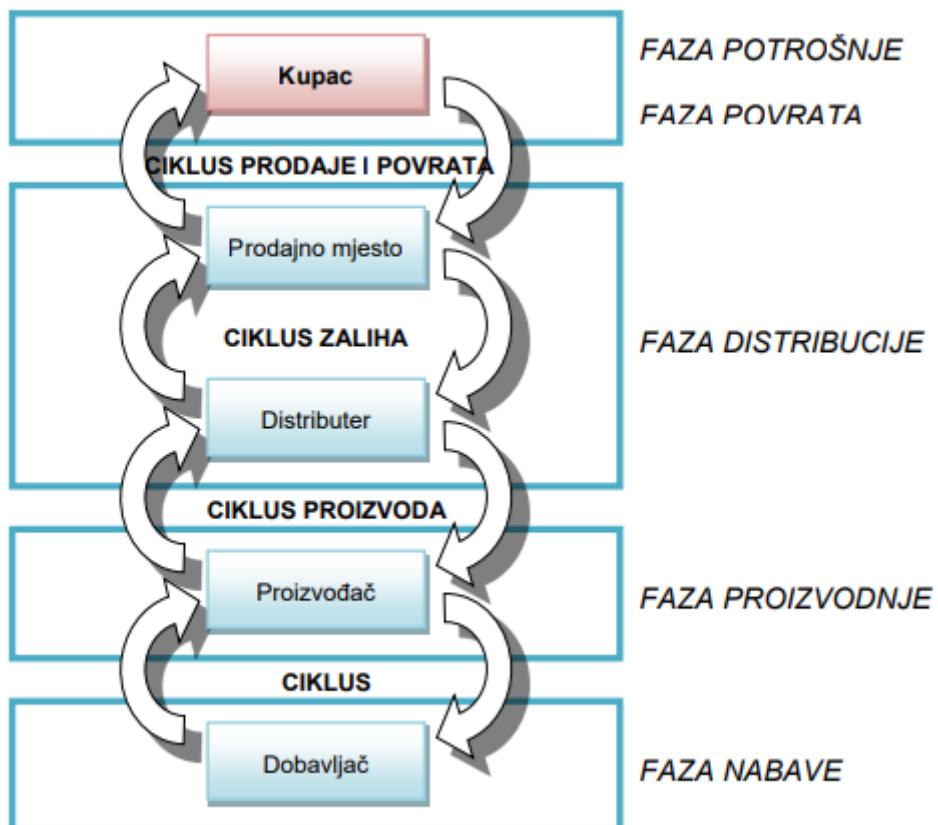 Kupac
FAZA POTROŠNJE
FAZA POVRATA
CIKLUS PRODAJE I POVRATA
Prodajno mjesto
CIKLUS ZALIHA
FAZA DISTRIBUCIJE
Distributer
CIKLUS PROIZVODA
Proizvođač
FAZA PROIZVODNJE
CIKLUS
Dobavljač
FAZA NABAVE